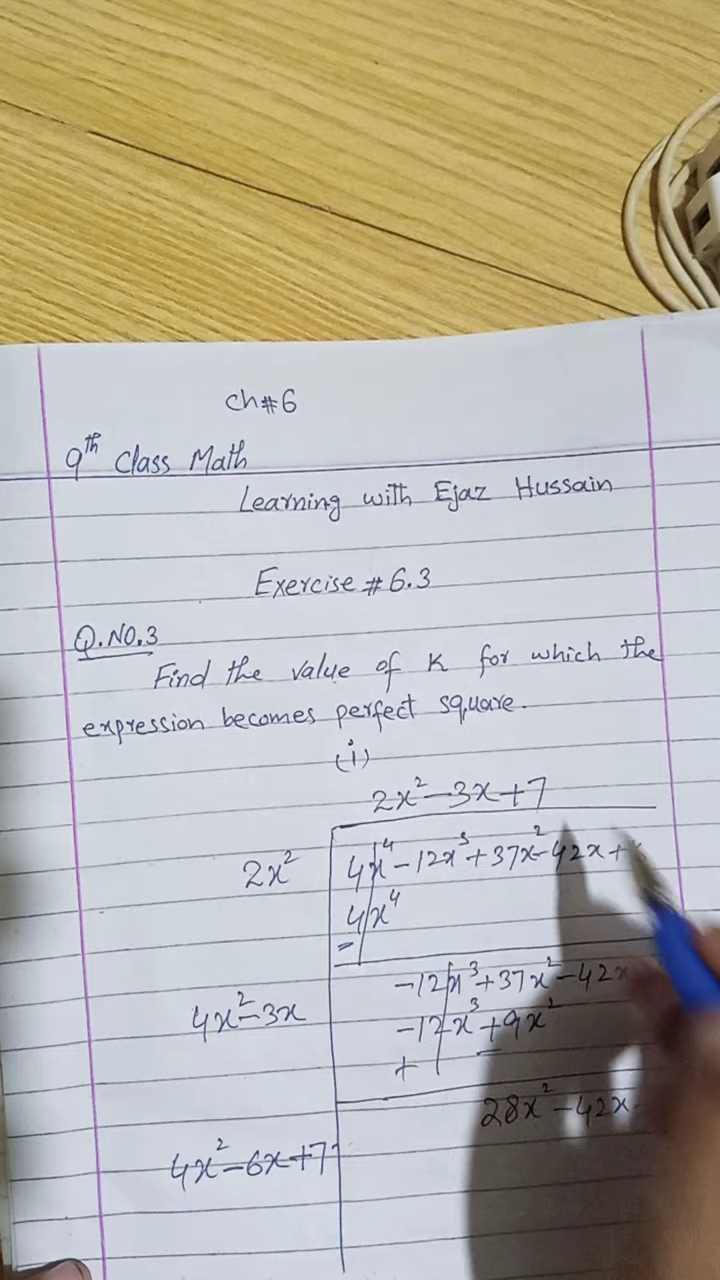 ch#6
9th Class Math
Learning with Ejaz Hussain
Exercise #6.3
Q.NO.3
Find the value of K for which the
expression becomes perfect square.
(i)
2x²-3x+7
2x² 4x⁴-12x³+37x²-42x+
4x⁴
-
-12x³+37x²-42x
4x²-3x -12x³+9x²
+ -
28x²-42x
4x²-6x+7